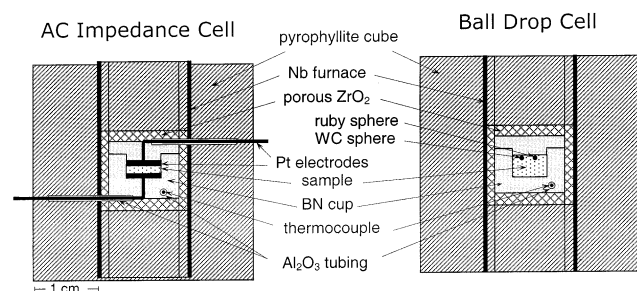 AC Impedance Cell
Ball Drop Cell
pyrophyllite cube
Nb furnace
porous ZrO₂
ruby sphere
WC sphere
Pt electrodes
sample
BN cup
thermocouple
Al₂O₃ tubing
1 cm